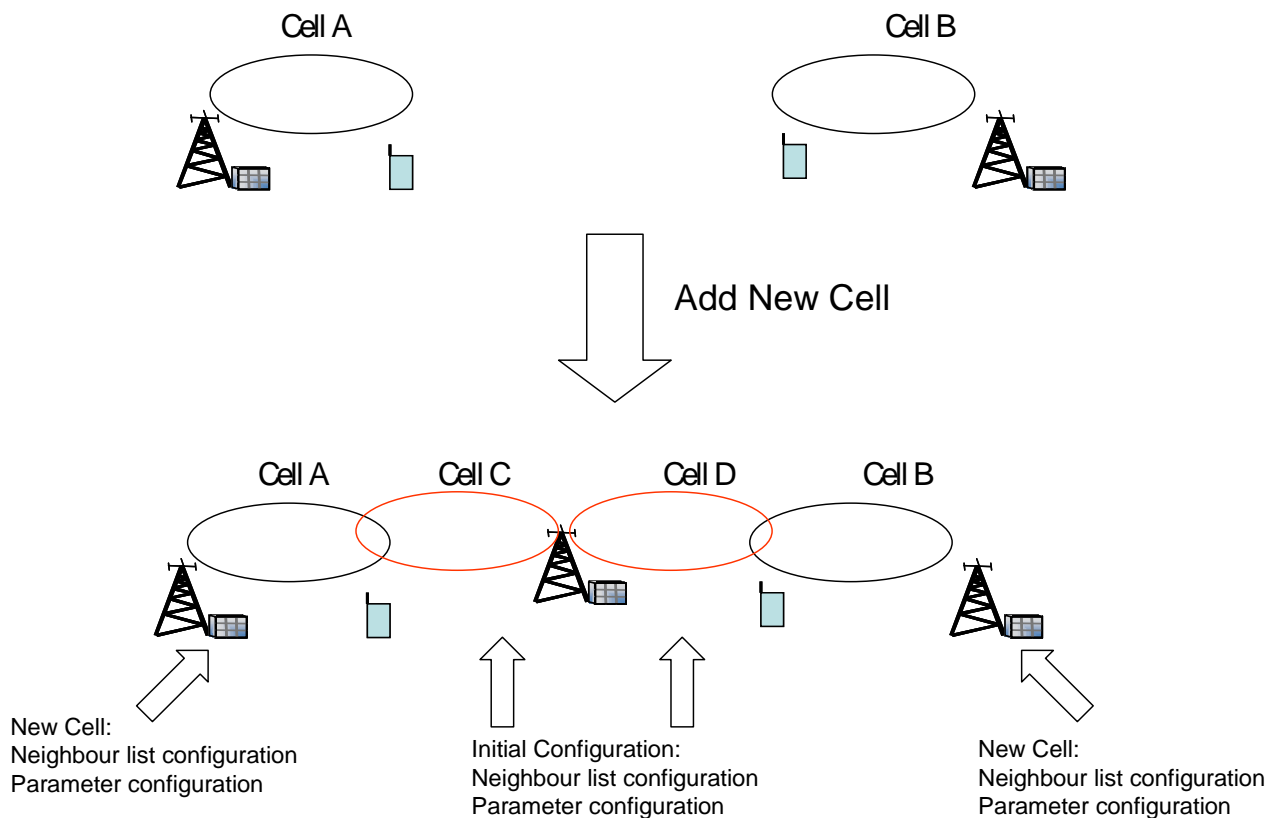 Cell A
Cell B
Add New Cell
Cell A
Cell C
Cell D
Cell B
New Cell:
Neighbour list configuration
Parameter configuration
Initial Configuration:
Neighbour list configuration
Parameter configuration
New Cell:
Neighbour list configuration
Parameter configuration